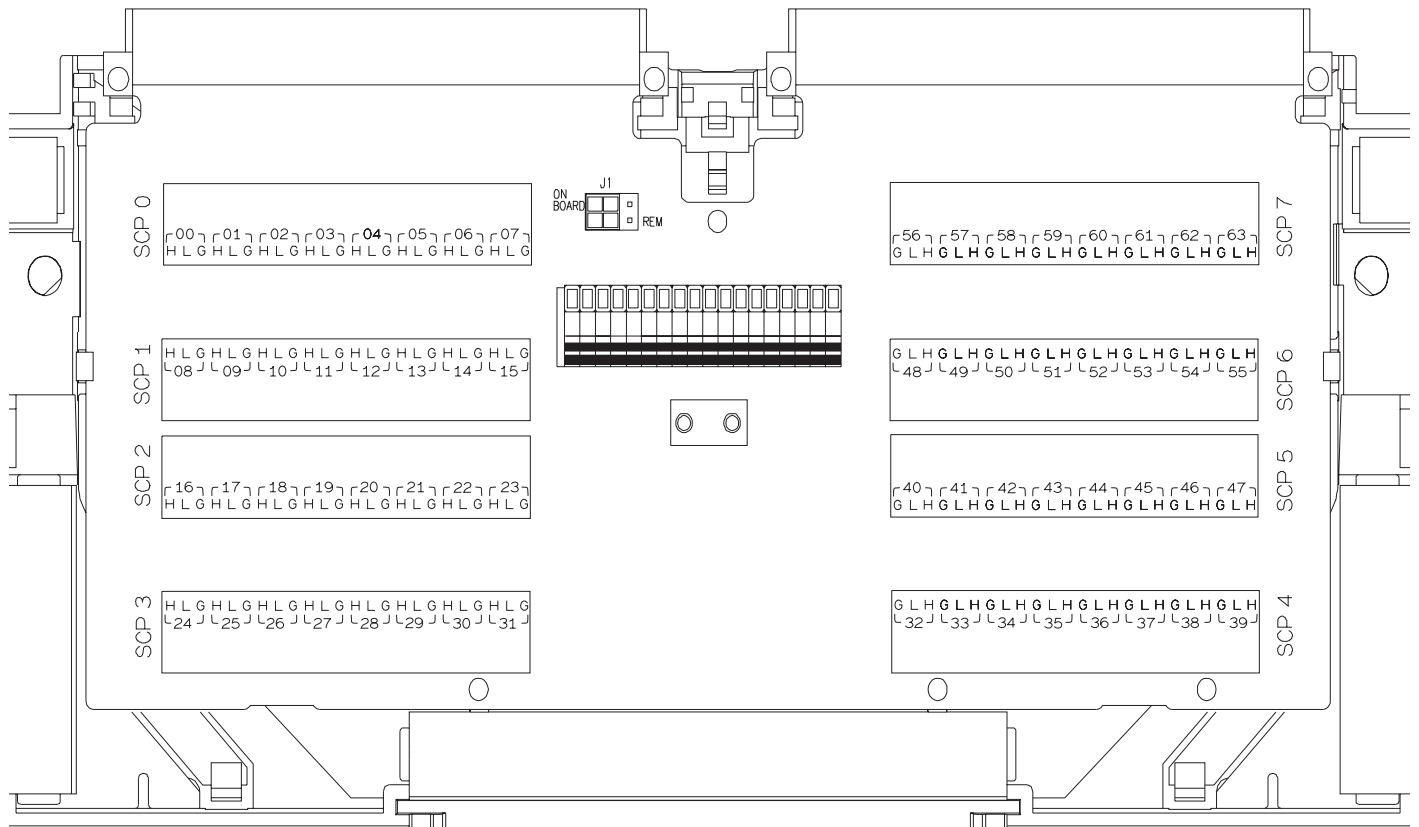 J1
ON
BOARD
REM
SCP 0
00 01 02 03 04 05 06 07
H L G H L G H L G H L G H L G H L G H L G H L G
SCP 7
56 57 58 59 60 61 62 63
G L H G L H G L H G L H G L H G L H G L H G L H
SCP 1
H L G H L G H L G H L G H L G H L G H L G H L G
08 09 10 11 12 13 14 15
SCP 6
G L H G L H G L H G L H G L H G L H G L H G L H
48 49 50 51 52 53 54 55
SCP 2
16 17 18 19 20 21 22 23
H L G H L G H L G H L G H L G H L G H L G H L G
SCP 5
40 41 42 43 44 45 46 47
G L H G L H G L H G L H G L H G L H G L H G L H
SCP 3
H L G H L G H L G H L G H L G H L G H L G H L G
24 25 26 27 28 29 30 31
SCP 4
G L H G L H G L H G L H G L H G L H G L H G L H
32 33 34 35 36 37 38 39